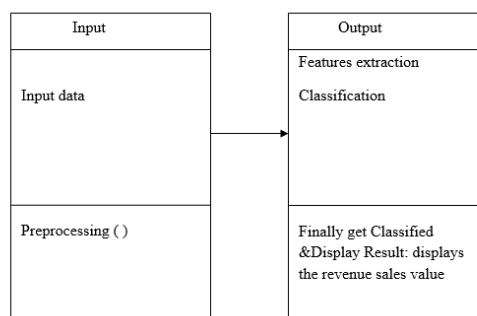 Input
Input data
Preprocessing ( )
Output
Features extraction
Classification
Finally get Classified
&Display Result: displays
the revenue sales value